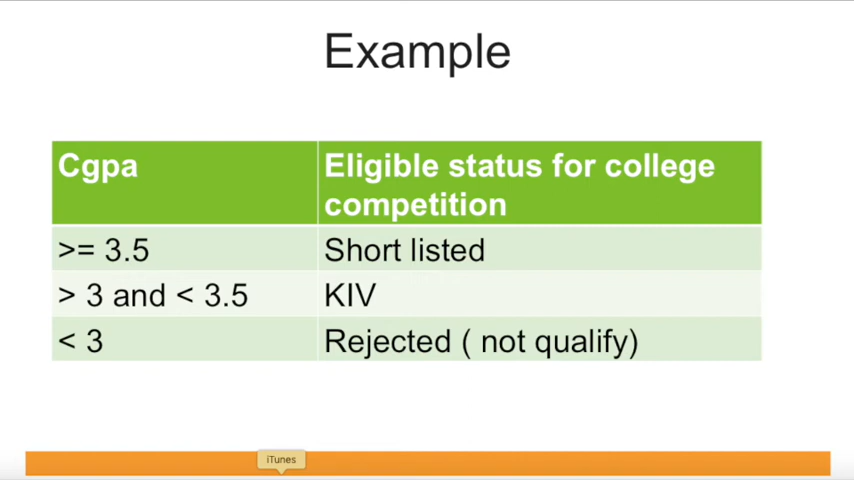 Example
Cgpa
Eligible status for college
competition
>= 3.5
Short listed
> 3 and < 3.5
KIV
< 3
Rejected ( not qualify)
iTunes